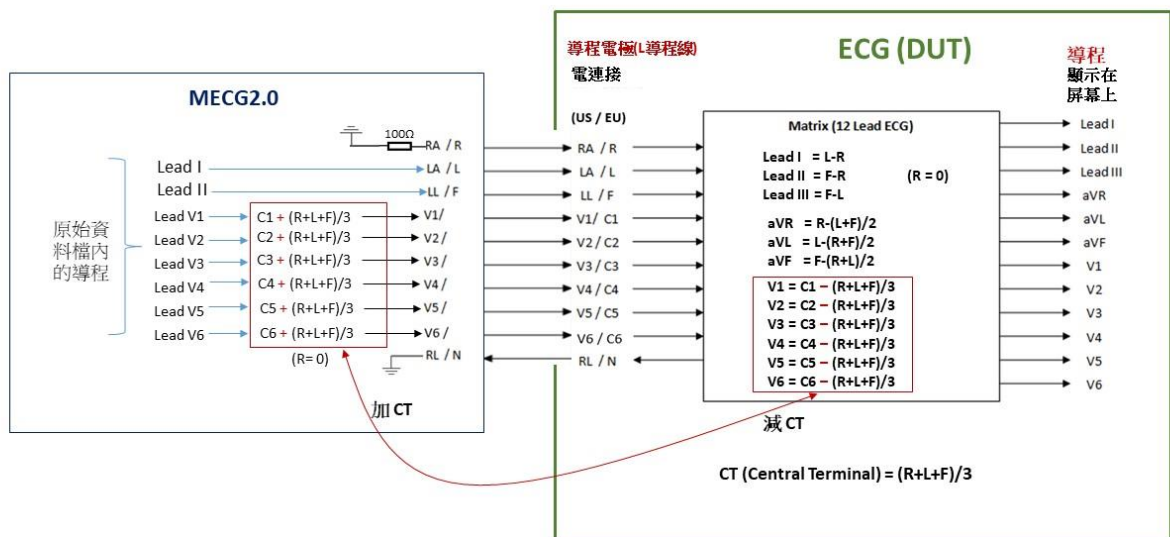 MECG2.0
100Ω
RA / R
Lead I
LA / L
Lead II
LL / F
原始資
料檔內
的導程
Lead V1
C1 + (R+L+F)/3
V1/
Lead V2
C2 + (R+L+F)/3
V2/
Lead V3
C3 + (R+L+F)/3
V3/
Lead V4
C4 + (R+L+F)/3
V4/
Lead V5
C5 + (R+L+F)/3
V5/
Lead V6
C6 + (R+L+F)/3
V6/
(R= 0)
RL / N
加 CT
ECG (DUT)
導程電極(L導程線)
電連接
(US / EU)
RA / R
LA / L
LL / F
V1/ C1
V2 / C2
V3 / C3
V4 / C4
V5 / C5
V6 / C6
RL / N
Matrix (12 Lead ECG)
Lead I = L-R
Lead II = F-R (R = 0)
Lead III = F-L
aVR = R-(L+F)/2
aVL = L-(R+F)/2
aVF = F-(R+L)/2
V1 = C1 – (R+L+F)/3
V2 = C2 – (R+L+F)/3
V3 = C3 – (R+L+F)/3
V4 = C4 – (R+L+F)/3
V5 = C5 – (R+L+F)/3
V6 = C6 – (R+L+F)/3
減 CT
CT (Central Terminal) = (R+L+F)/3
導程
顯示在
屏幕上
Lead I
Lead II
Lead III
aVR
aVL
aVF
V1
V2
V3
V4
V5
V6